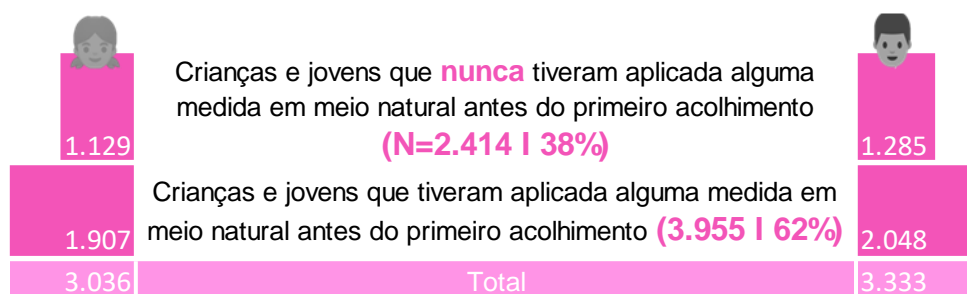 Crianças e jovens que nunca tiveram aplicada alguma
medida em meio natural antes do primeiro acolhimento
1.129 (N=2.414 I 38%) 1.285
Crianças e jovens que tiveram aplicada alguma medida em
1.907 meio natural antes do primeiro acolhimento (3.955 I 62%) 2.048
3.036 Total 3.333